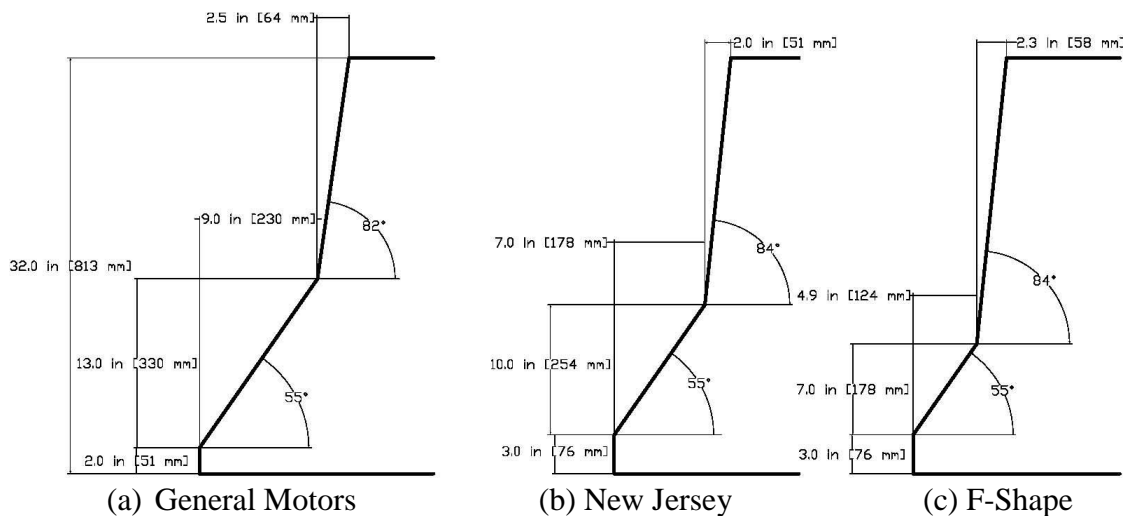 2.5 in [64 mm]
9.0 in [230 mm]
82°
32.0 in [813 mm]
13.0 in [330 mm]
55°
2.0 in [51 mm]
(a) General Motors
2.0 in [51 mm]
7.0 in [178 mm]
84°
10.0 in [254 mm]
55°
3.0 in [76 mm]
(b) New Jersey
2.3 in [58 mm]
84°
4.9 in [124 mm]
7.0 in [178 mm]
55°
3.0 in [76 mm]
(c) F-Shape